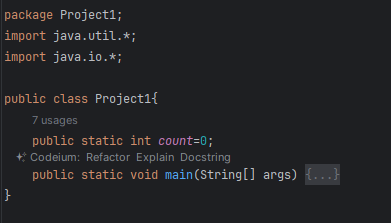 package Project1;
import java.util.*;
import java.io.*;
public class Project1{
7 usages
public static int count=0;
Codeium: Refactor Explain Docstring
public static void main(String[] args) {...}
}